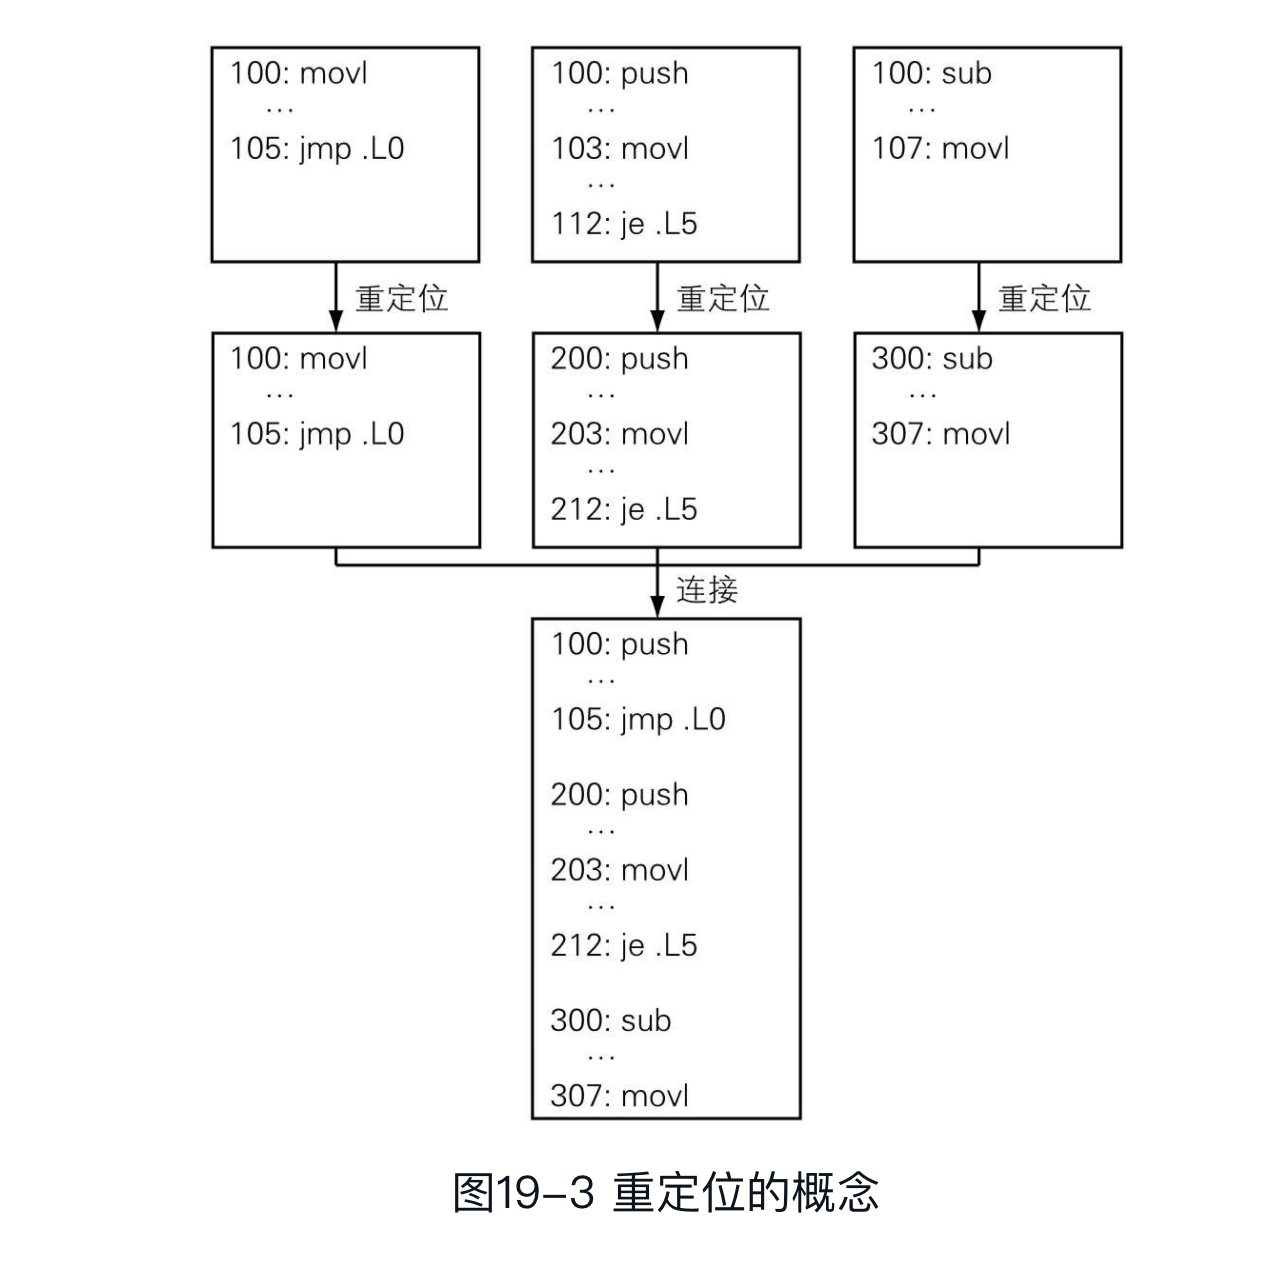 100: movl
...
105: jmp .L0
100: push
...
103: movl
...
112: je .L5
100: sub
...
107: movl
重定位
重定位
重定位
100: movl
...
105: jmp .L0
200: push
...
203: movl
...
212: je .L5
300: sub
...
307: movl
连接
100: push
...
105: jmp .L0
200: push
...
203: movl
...
212: je .L5
300: sub
...
307: movl
图19-3 重定位的概念